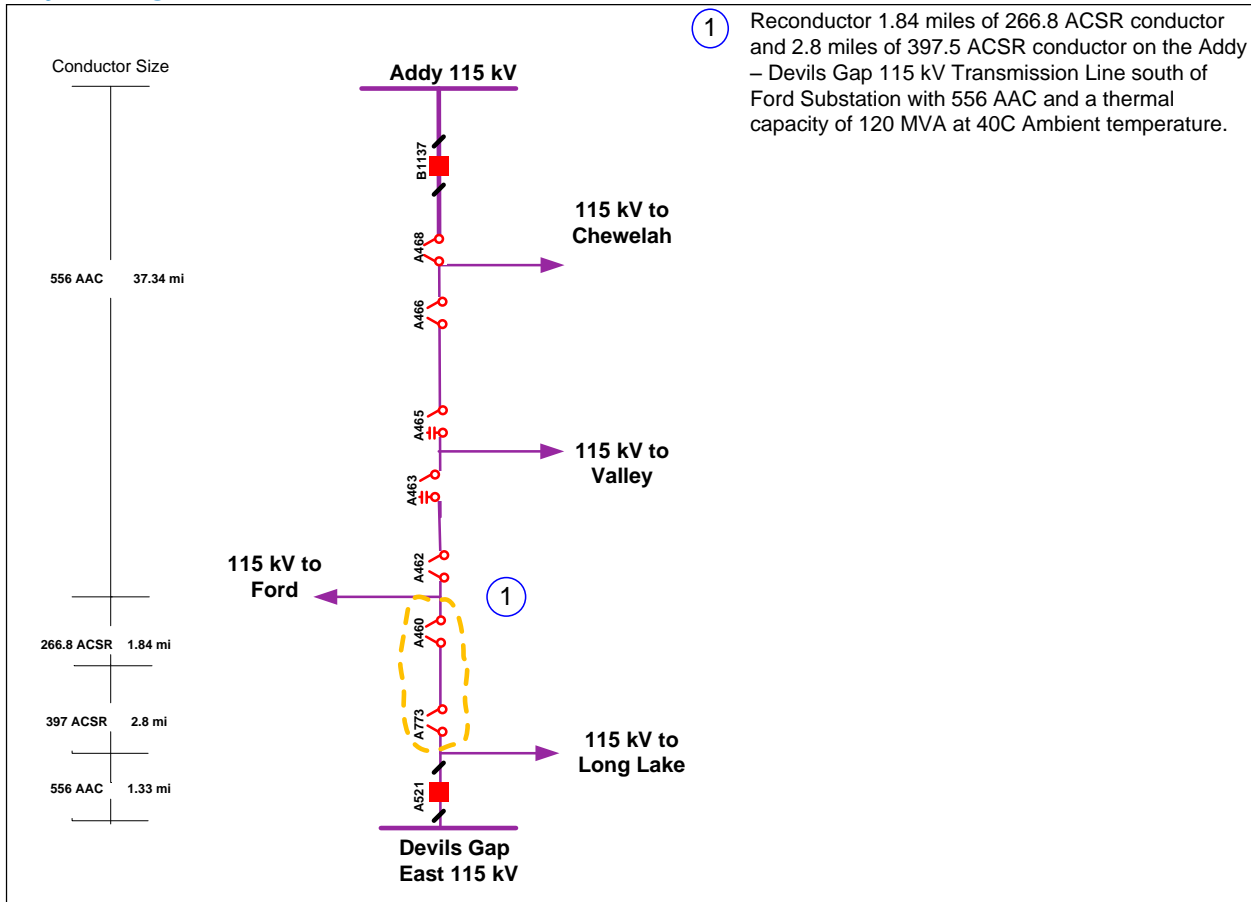 1
Reconductor 1.84 miles of 266.8 ACSR conductor
and 2.8 miles of 397.5 ACSR conductor on the Addy
– Devils Gap 115 kV Transmission Line south of
Ford Substation with 556 AAC and a thermal
capacity of 120 MVA at 40C Ambient temperature.
Conductor Size
Addy 115 kV
B1137
115 kV to
Chewelah
A468
556 AAC 37.34 mi
A466
A465
115 kV to
Valley
A463
A462
115 kV to
Ford
1
A460
266.8 ACSR 1.84 mi
A773
397 ACSR 2.8 mi
115 kV to
Long Lake
556 AAC 1.33 mi
A521
Devils Gap
East 115 kV